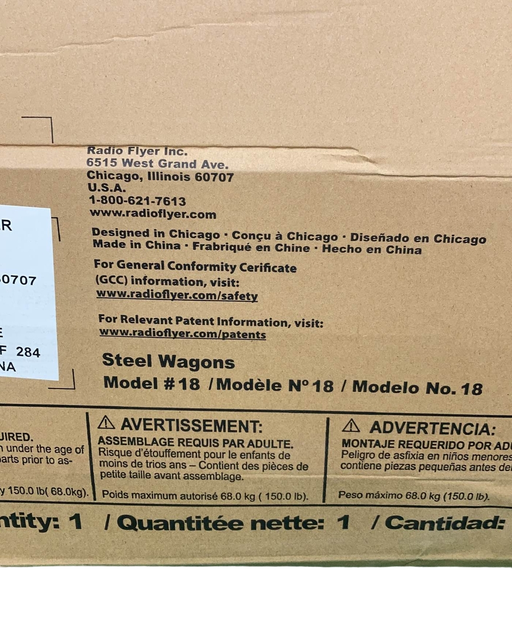 Radio Flyer Inc.
6515 West Grand Ave.
Chicago, Illinois 60707
U.S.A.
1-800-621-7613
www.radioflyer.com
Designed in Chicago · Conçu à Chicago · Diseñado en Chicago
Made in China · Frabriqué en Chine · Hecho en China
For General Conformity Cerificate
(GCC) information, visit:
www.radioflyer.com/safety
For Relevant Patent Information, visit:
www.radioflyer.com/patents
Steel Wagons
Model #18 / Modèle Nº 18 / Modelo No. 18
R
60707
E
F 284
NA
UIRED.
n under the age of
arts prior to as-
y 150.0 lb( 68.0kg).
⚠ AVERTISSEMENT:
ASSEMBLAGE REQUIS PAR ADULTE.
Risque d'étouffement pour le enfants de
moins de trios ans – Contient des pièces de
petite taille avant assemblage.
Poids maximum autorisé 68.0 kg ( 150.0 lb).
⚠ ADVERTENCIA:
MONTAJE REQUERIDO POR ADU
Peligro de asfixia en niños menores
contiene piezas pequeñas antes de
Peso máximo 68.0 kg (150.0 lb).
ntity: 1 / Quantitée nette: 1 / Cantidad: